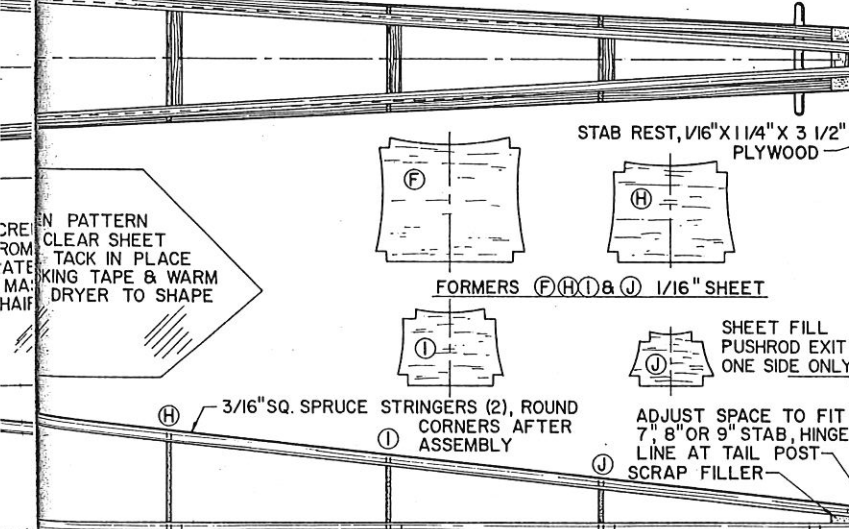 STAB REST, 1/16" X 1 1/4" X 3 1/2"
PLYWOOD
F
H
N PATTERN
CLEAR SHEET
TACK IN PLACE
KING TAPE & WARM
DRYER TO SHAPE
FORMERS F H I & J 1/16" SHEET
I
J
SHEET FILL
PUSHROD EXIT
ONE SIDE ONLY
H
3/16" SQ. SPRUCE STRINGERS (2), ROUND
CORNERS AFTER
ASSEMBLY
I
J
ADJUST SPACE TO FIT
7", 8" OR 9" STAB, HINGE
LINE AT TAIL POST
SCRAP FILLER